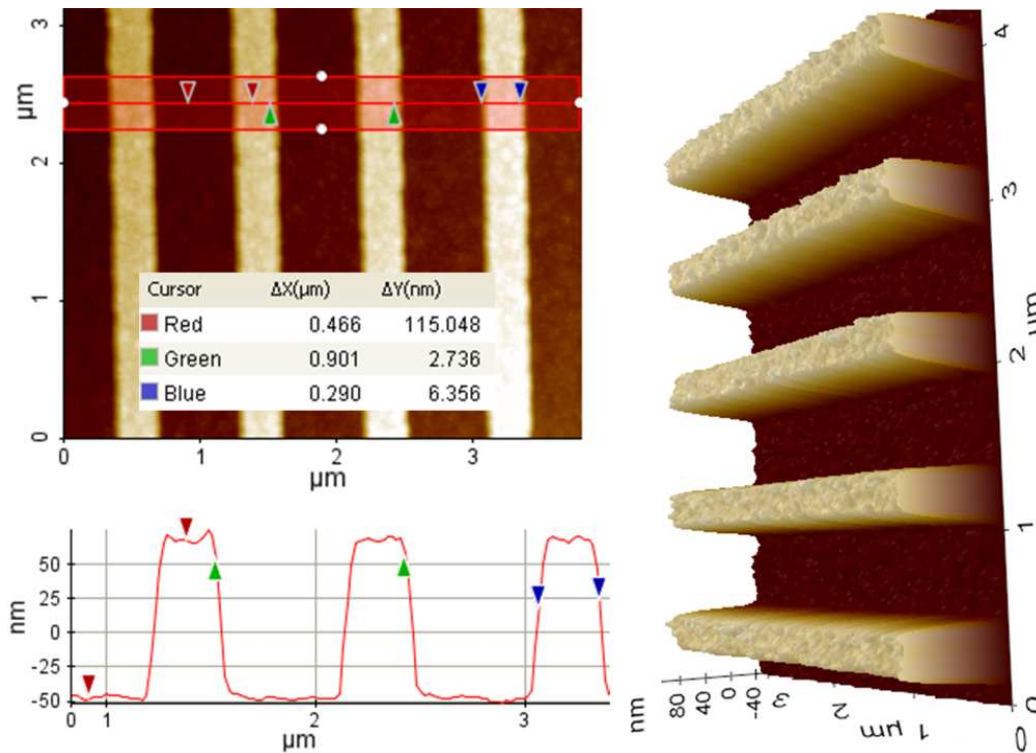 3
2
µm
1
0
0
1
2
3
µm
Cursor ΔX(µm) ΔY(nm)
Red 0.466 115.048
Green 0.901 2.736
Blue 0.290 6.356
50
25
0
-25
-50
nm
0 1 2 3
µm
4
3
µm
2
1
0
nm
80 40 0 -40
3 2 1 µm 0